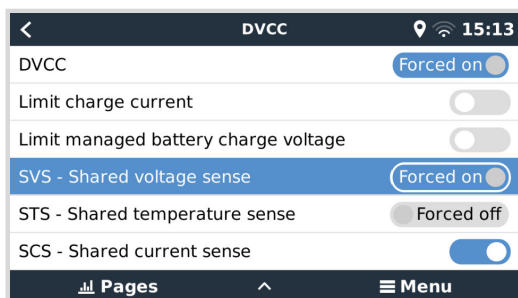 DVCC 15:13
DVCC Forced on
Limit charge current
Limit managed battery charge voltage
SVS - Shared voltage sense Forced on
STS - Shared temperature sense Forced off
SCS - Shared current sense
Pages Menu